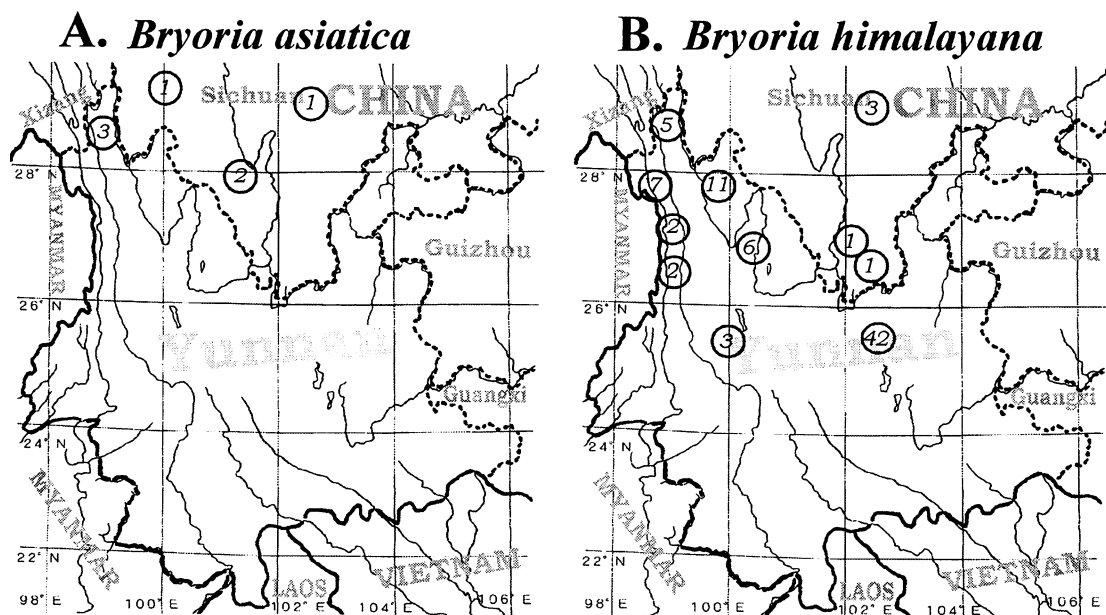 A. Bryoria asiatica
Xizang
Sichuan
CHINA
1
1
3
2
28° N
MYANMAR
Guizhou
26° N
Yunnan
Guangxi
24° N
MYANMAR
22° N
LAOS
VIETNAM
98° E
100° E
102° E
104° E
106° E
B. Bryoria himalayana
Xizang
Sichuan
CHINA
3
5
28° N
7
11
MYANMAR
2
6
1
Guizhou
2
1
26° N
3
Yunnan
42
Guangxi
24° N
MYANMAR
22° N
LAOS
VIETNAM
98° E
100° E
102° E
104° E
106° E